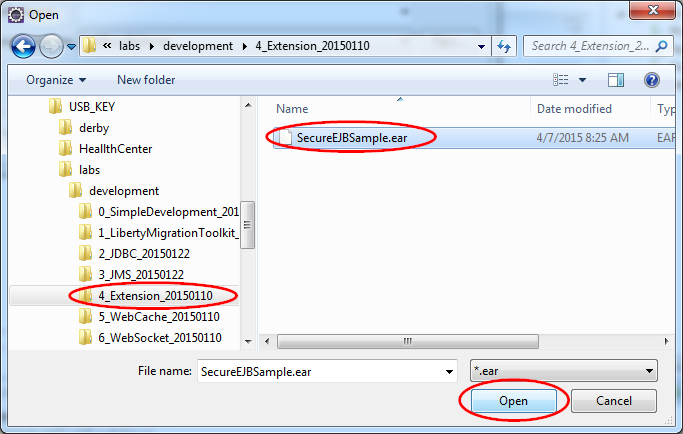 Open
« labs development 4_Extension_20150110
Search 4_Extension_2...
Organize New folder
USB_KEY
derby
HeallthCenter
labs
development
0_SimpleDevelopment_201
1_LibertyMigrationToolkit_
2_JDBC_20150122
3_JMS_20150122
4_Extension_20150110
5_WebCache_20150110
6_WebSocket_20150110
Name Date modified Ty
SecureEJBSample.ear 4/7/2015 8:25 AM EAR
File name: SecureEJBSample.ear *.ear
Open Cancel